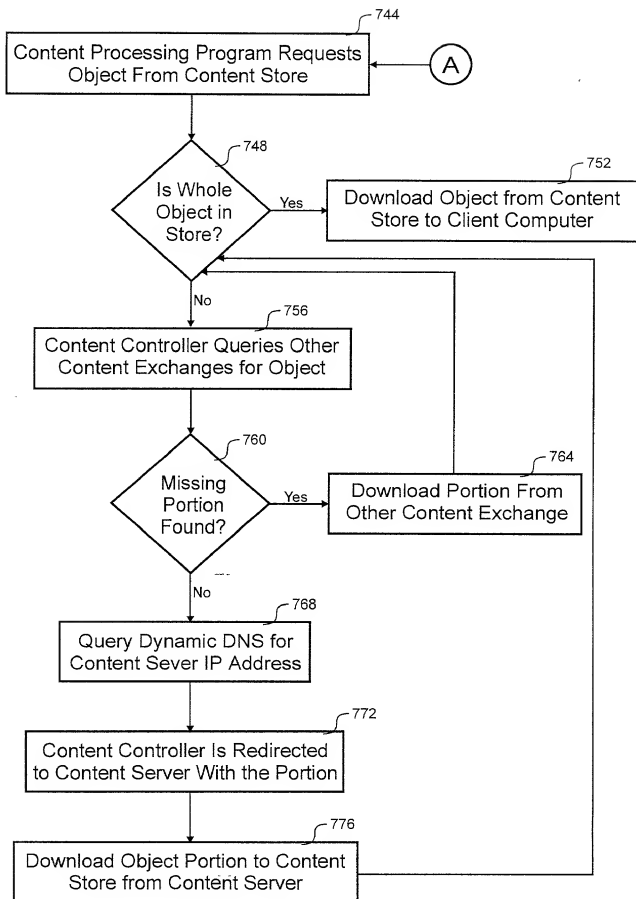 744
Content Processing Program Requests
Object From Content Store
A
748
Is Whole
Object in
Store?
Yes
752
Download Object from Content
Store to Client Computer
No
756
Content Controller Queries Other
Content Exchanges for Object
760
Missing
Portion
Found?
Yes
764
Download Portion From
Other Content Exchange
No
768
Query Dynamic DNS for
Content Sever IP Address
772
Content Controller Is Redirected
to Content Server With the Portion
776
Download Object Portion to Content
Store from Content Server